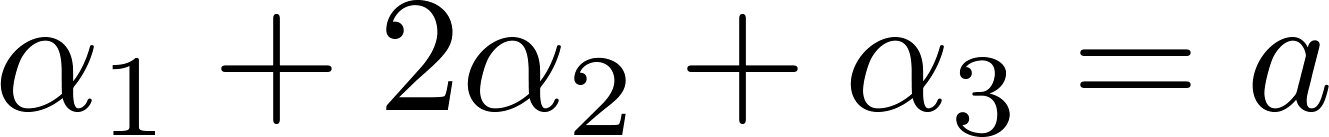 α₁ + 2α₂ + α₃ = a